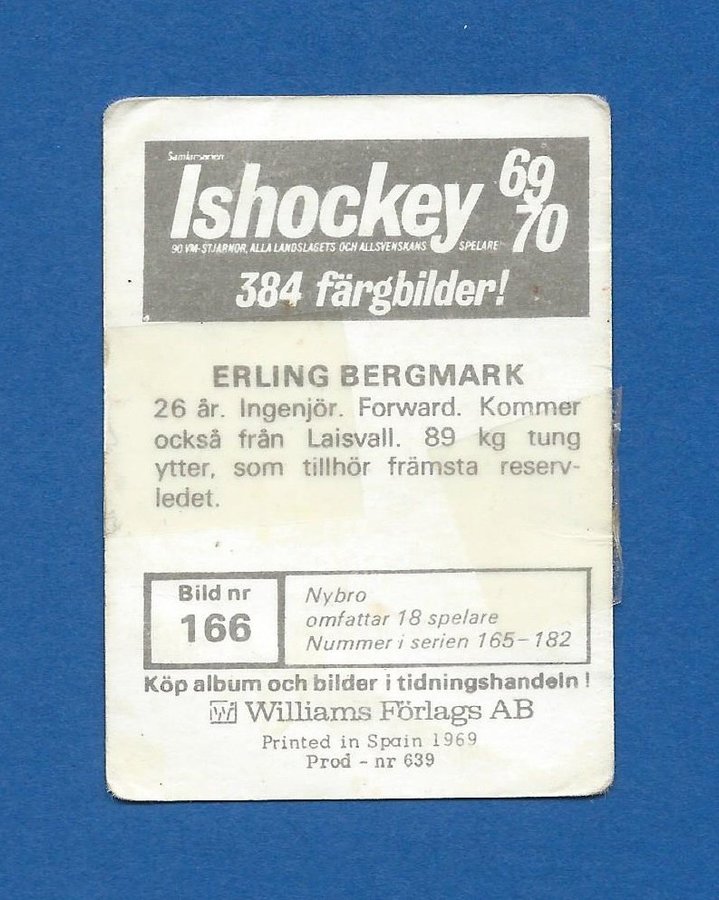 Samlarserien
Ishockey 69
70
90 VM-STJÄRNOR, ALLA LANDSLAGETS OCH ALLSVENSKANS SPELARE
384 färgbilder!
ERLING BERGMARK
26 år. Ingenjör. Forward. Kommer
också från Laisvall. 89 kg tung
ytter, som tillhör främsta reserv-
ledet.
Bild nr
166
Nybro
omfattar 18 spelare
Nummer i serien 165-182
Köp album och bilder i tidningshandeln!
W Williams Förlags AB
Printed in Spain 1969
Prod - nr 639